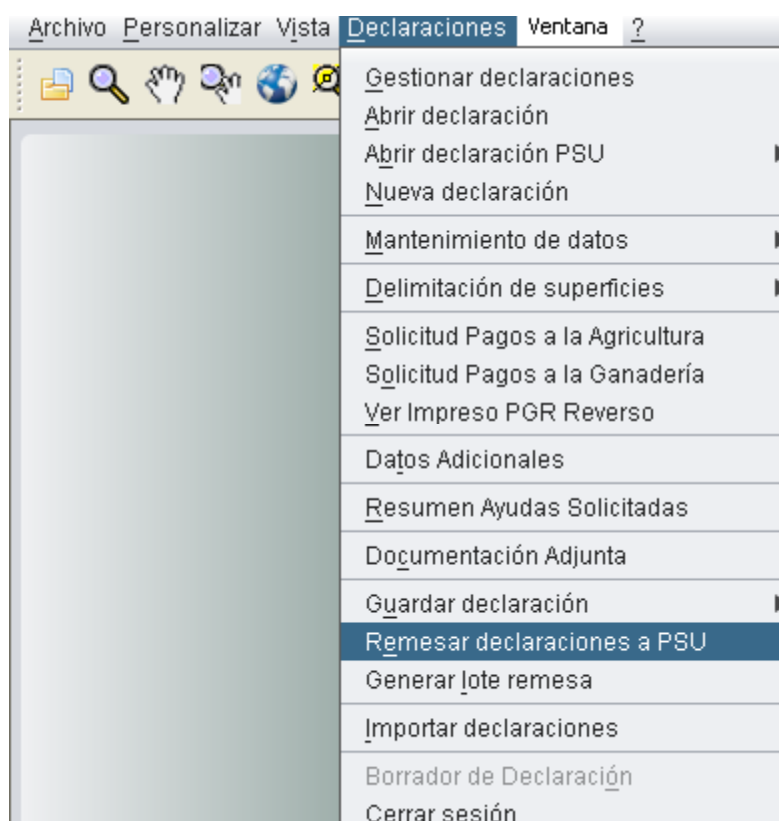 Archivo Personalizar Vista Declaraciones Ventana ?
Gestionar declaraciones
Abrir declaración
Abrir declaración PSU
Nueva declaración
Mantenimiento de datos
Delimitación de superficies
Solicitud Pagos a la Agricultura
Solicitud Pagos a la Ganadería
Ver Impreso PGR Reverso
Datos Adicionales
Resumen Ayudas Solicitadas
Documentación Adjunta
Guardar declaración
Remesar declaraciones a PSU
Generar lote remesa
Importar declaraciones
Borrador de Declaración
Cerrar sesión